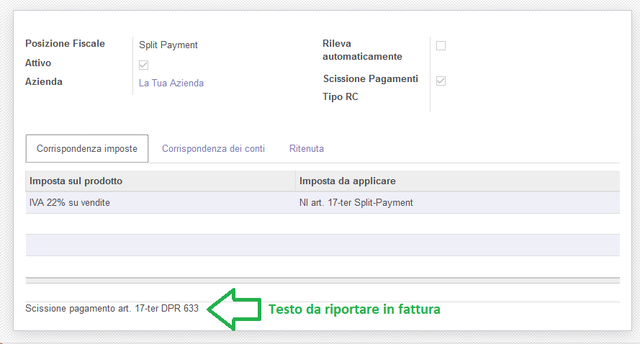 Posizione Fiscale Split Payment Rileva automaticamente
Attivo
Azienda La Tua Azienda Scissione Pagamenti
Tipo RC
Corrispondenza imposte Corrispondenza dei conti Ritenuta
Imposta sul prodotto Imposta da applicare
IVA 22% su vendite NI art. 17-ter Split-Payment
Scissione pagamento art. 17-ter DPR 633 Testo da riportare in fattura